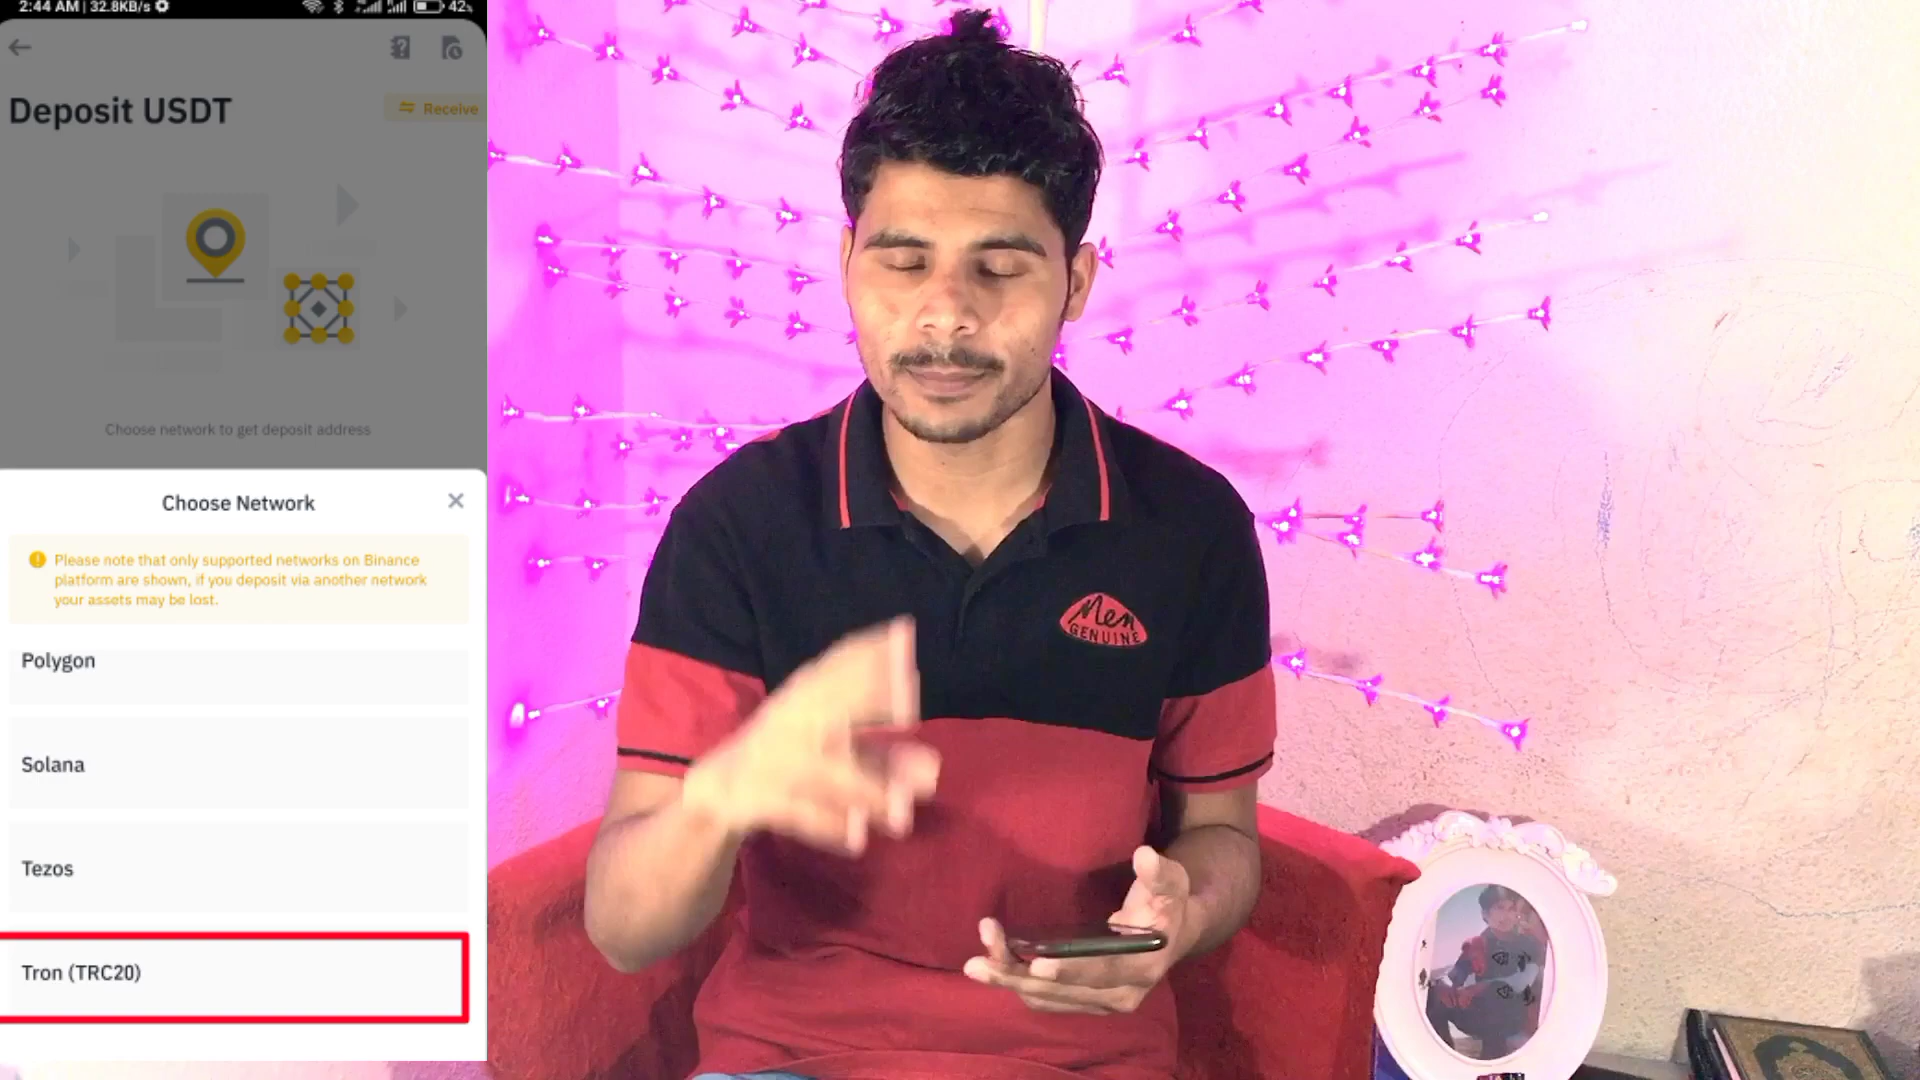 2:44 AM | 32.8KB/s
42%
Deposit USDT
Receive
Choose network to get deposit address
Choose Network
Please note that only supported networks on Binance
platform are shown, if you deposit via another network
your assets may be lost.
Polygon
Solana
Tezos
Tron (TRC20)
Men
GENUINE